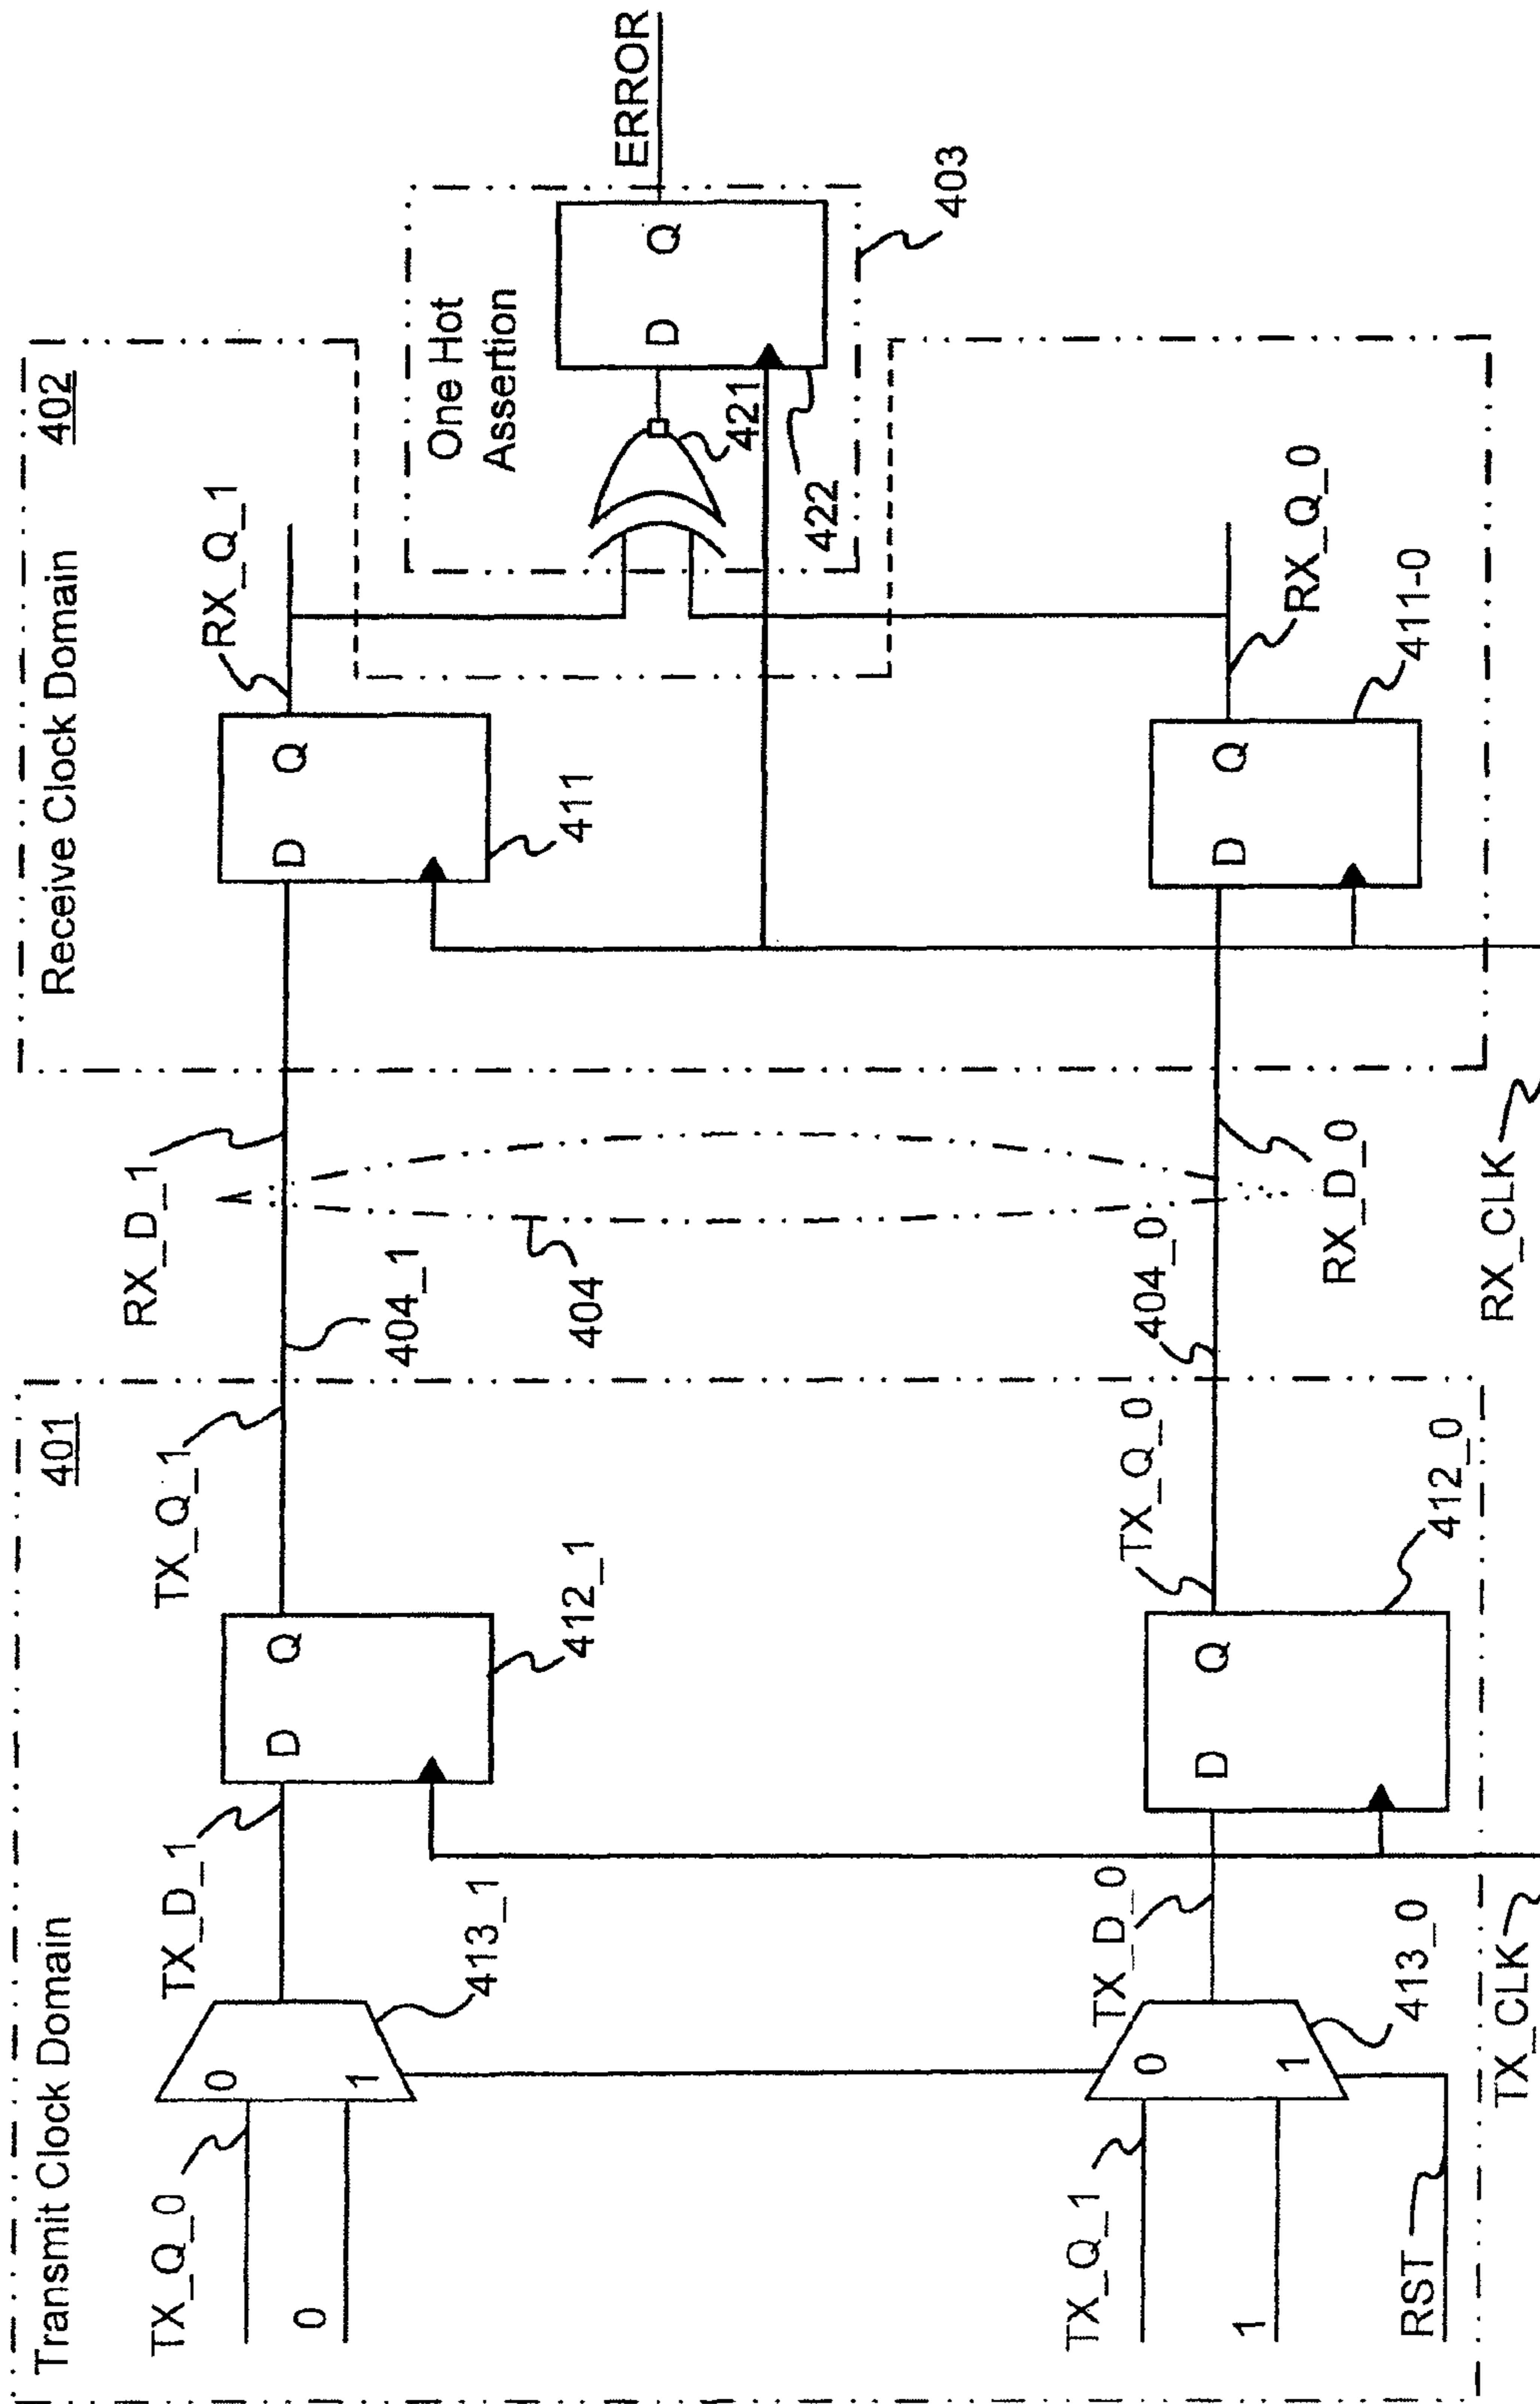 Transmit Clock Domain
401
TX_Q_0
0
0
1
TX_D_1
413_1
D
Q
412_1
TX_Q_1
TX_Q_1
1
0
1
RST
TX_D_0
413_0
TX_CLK
D
Q
412_0
TX_Q_0
404_1
RX_D_1
404
404_0
RX_D_0
RX_CLK
Receive Clock Domain
402
D
Q
411
RX_Q_1
D
Q
411-0
RX_Q_0
One Hot
Assertion
421
422
D
Q
403
ERROR